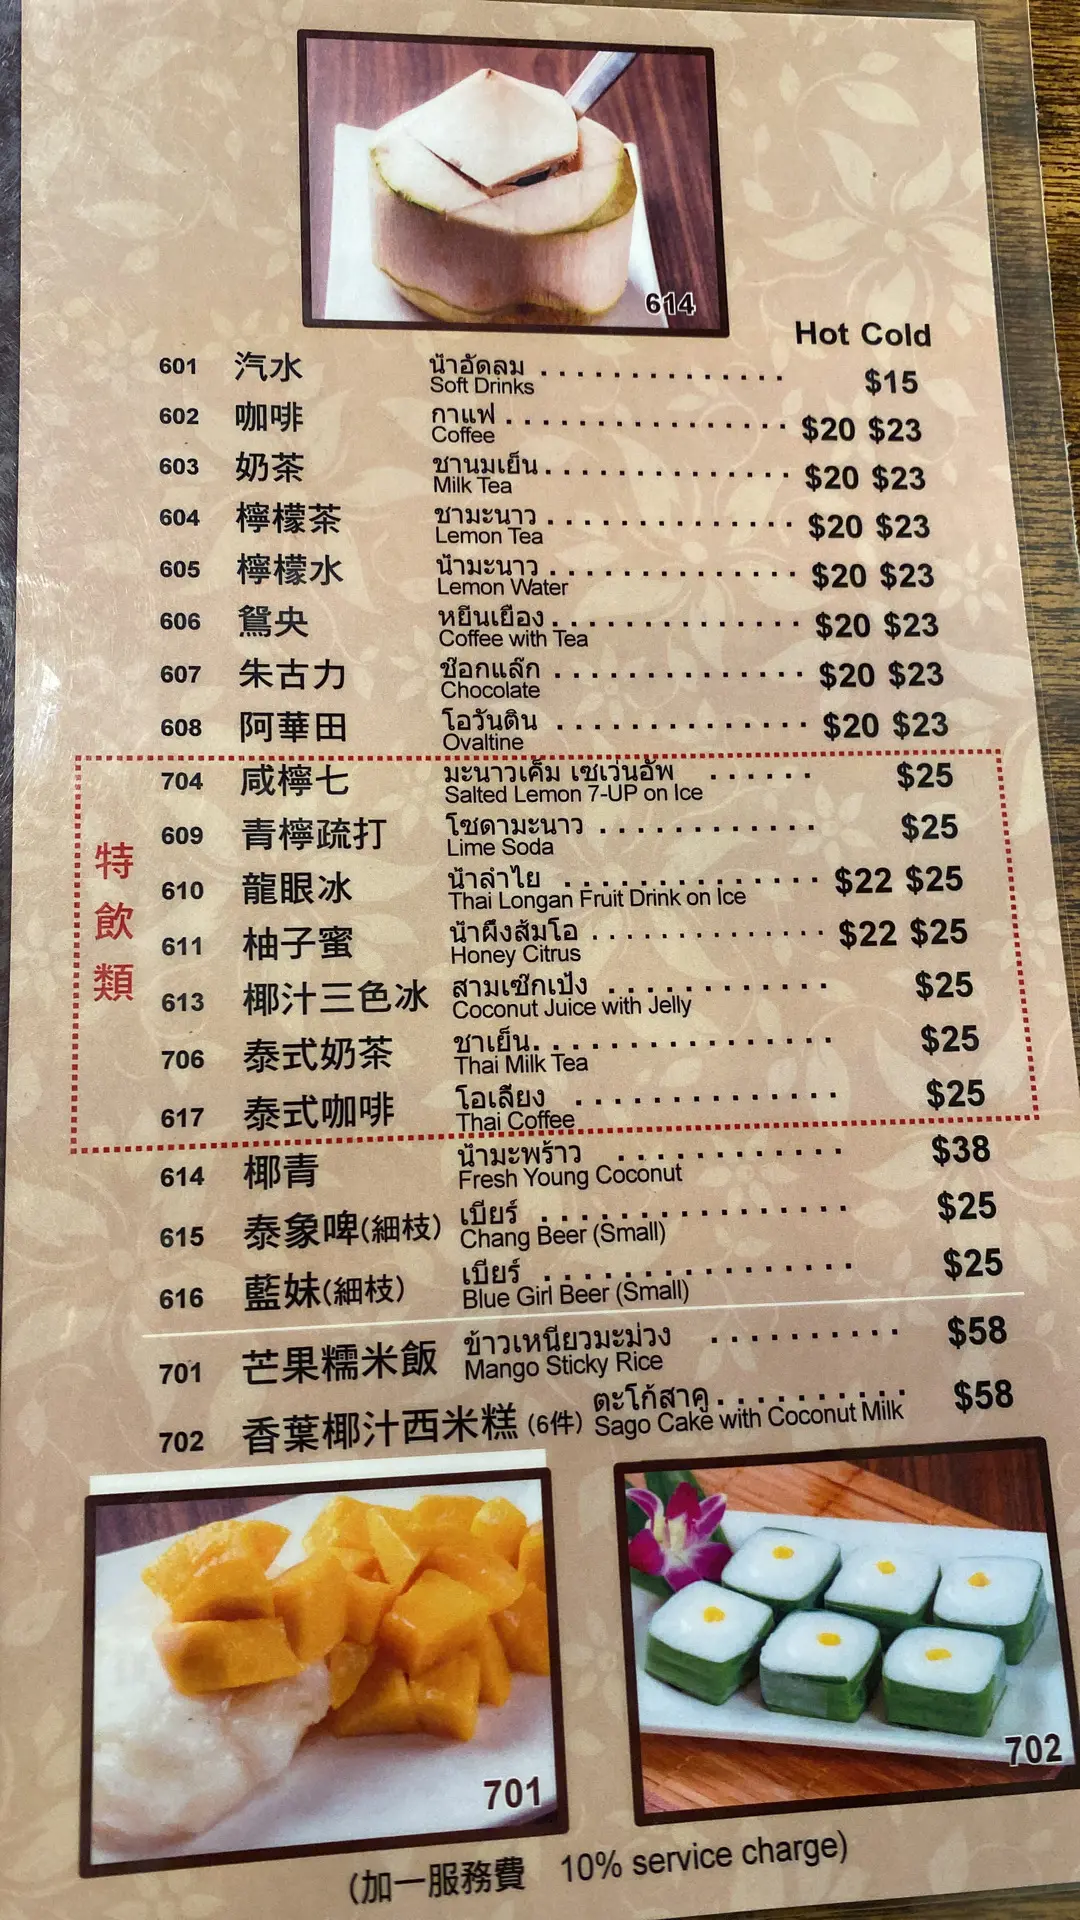 614
Hot Cold
601 汽水 น้ำอัดลม $15
Soft Drinks
602 咖啡 กาแฟ $20 $23
Coffee
603 奶茶 ชานมเย็น $20 $23
Milk Tea
604 檸檬茶 ชามะนาว $20 $23
Lemon Tea
605 檸檬水 น้ำมะนาว $20 $23
Lemon Water
606 鴛央 หยีนเยือง $20 $23
Coffee with Tea
607 朱古力 ช๊อกแล๊ก $20 $23
Chocolate
608 阿華田 โอวันติน $20 $23
Ovaltine
特飲類
704 咸檸七 มะนาวเค็ม เซเว่นอัพ $25
Salted Lemon 7-UP on Ice
609 青檸疏打 โซดามะนาว $25
Lime Soda
610 龍眼冰 น้ำลำไย $22 $25
Thai Longan Fruit Drink on Ice
611 柚子蜜 น้ำผึ้งส้มโอ $22 $25
Honey Citrus
613 椰汁三色冰 สามเซ๊กเป้ง $25
Coconut Juice with Jelly
706 泰式奶茶 ชาเย็น $25
Thai Milk Tea
617 泰式咖啡 โอเลี้ยง $25
Thai Coffee
614 椰青 น้ำมะพร้าว $38
Fresh Young Coconut
615 泰象啤(細枝) เบียร์ $25
Chang Beer (Small)
616 藍妹(細枝) เบียร์ $25
Blue Girl Beer (Small)
701 芒果糯米飯 ข้าวเหนียวมะม่วง $58
Mango Sticky Rice
702 香葉椰汁西米糕 (6件) ตะโก้สาคู $58
Sago Cake with Coconut Milk
701
702
(加一服務費 10% service charge)